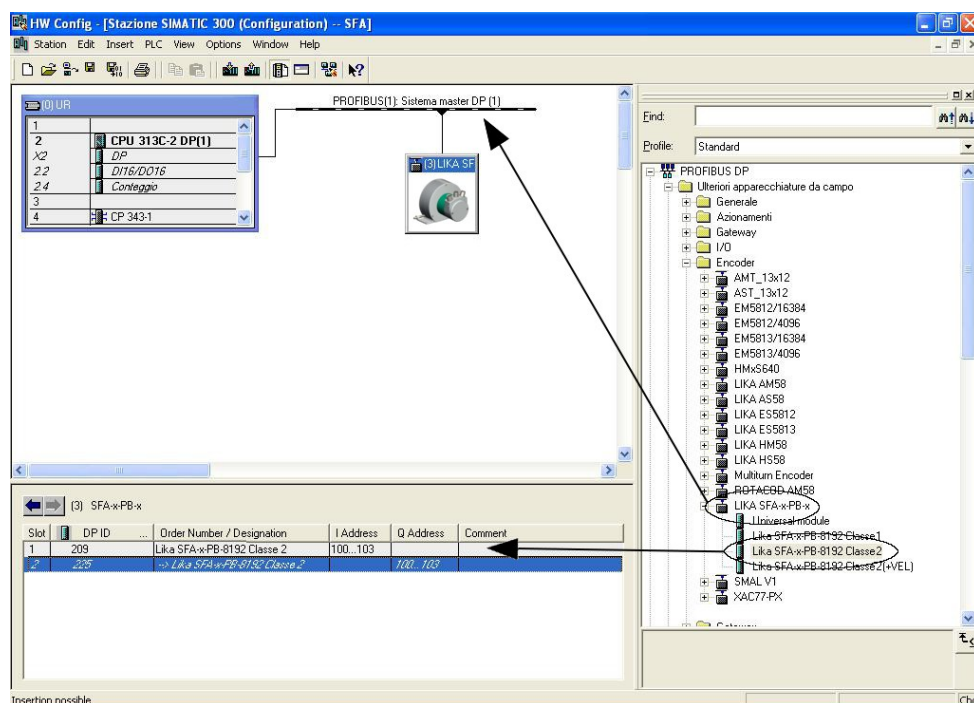 HW Config - [Stazione SIMATIC 300 (Configuration) -- SFA]
Station Edit Insert PLC View Options Window Help
(0) UR
1
2 CPU 313C-2 DP(1)
X2 DP
2.2 DI16/DO16
2.4 Conteggio
3
4 CP 343-1
PROFIBUS(1): Sistema master DP (1)
(3) LIKA SF
Find:
Profile: Standard
PROFIBUS DP
Ulteriori apparecchiature da campo
Generale
Azionamenti
Gateway
I/O
Encoder
AMT_13x12
AST_13x12
EM5812/16384
EM5812/4096
EM5813/16384
EM5813/4096
HMxS640
LIKA AM58
LIKA AS58
LIKA ES5812
LIKA ES5813
LIKA HM58
LIKA HS58
Multiturn Encoder
ROTACOD AM58
LIKA SFA-x-PB-x
Universal module
Lika SFA-x-PB-8192 Classe1
Lika SFA-x-PB-8192 Classe2
Lika SFA-x-PB-8192 Classe2(+VEL)
SMAL V1
XAC77-PX
(3) SFA-x-PB-x
Slot DP ID ... Order Number / Designation I Address Q Address Comment
1 209 Lika SFA-x-PB-8192 Classe 2 100...103
2 225 --> Lika SFA-x-PB-8192 Classe 2 100...103
Insertion possible
Chg